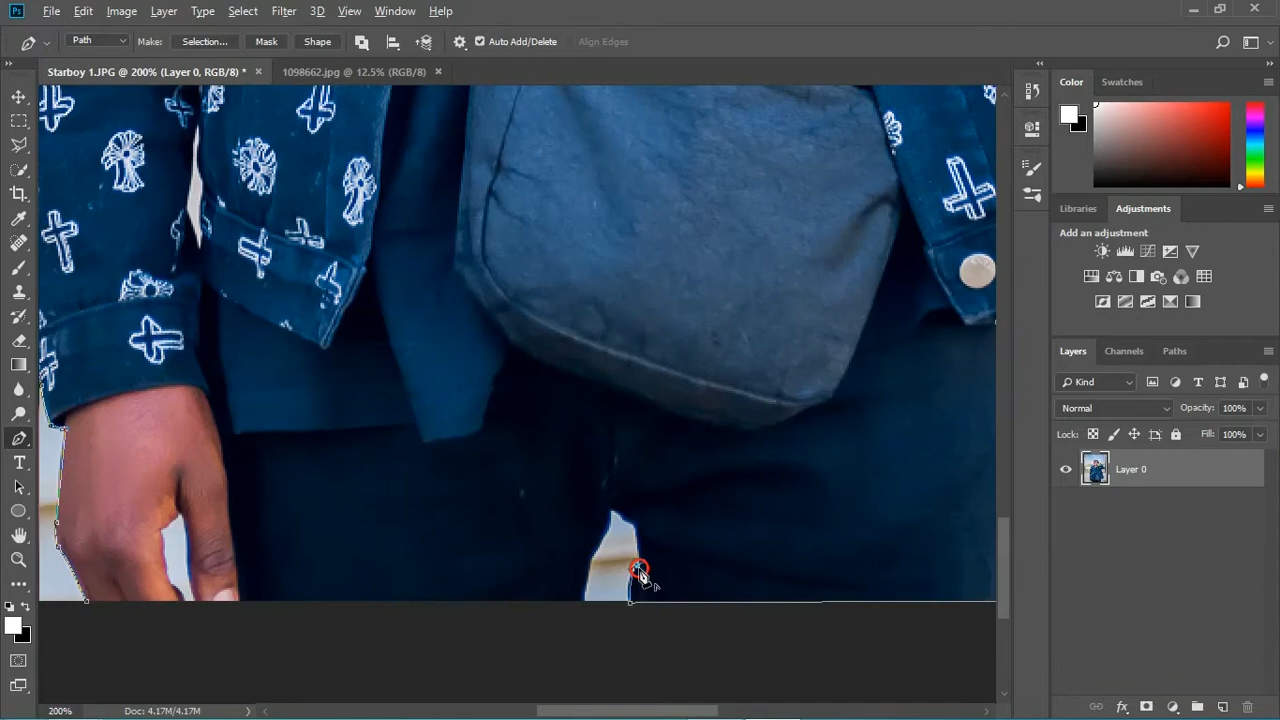 Ps File Edit Image Layer Type Select Filter 3D View Window Help
Path Make: Selection... Mask Shape Auto Add/Delete Align Edges
Starboy 1.JPG @ 200% (Layer 0, RGB/8) * × 1098662.jpg @ 12.5% (RGB/8) ×
Color Swatches
Libraries Adjustments
Add an adjustment
Layers Channels Paths
Kind
Normal Opacity: 100%
Lock: Fill: 100%
Layer 0
T
fx
200% Doc: 4.17M/4.17M